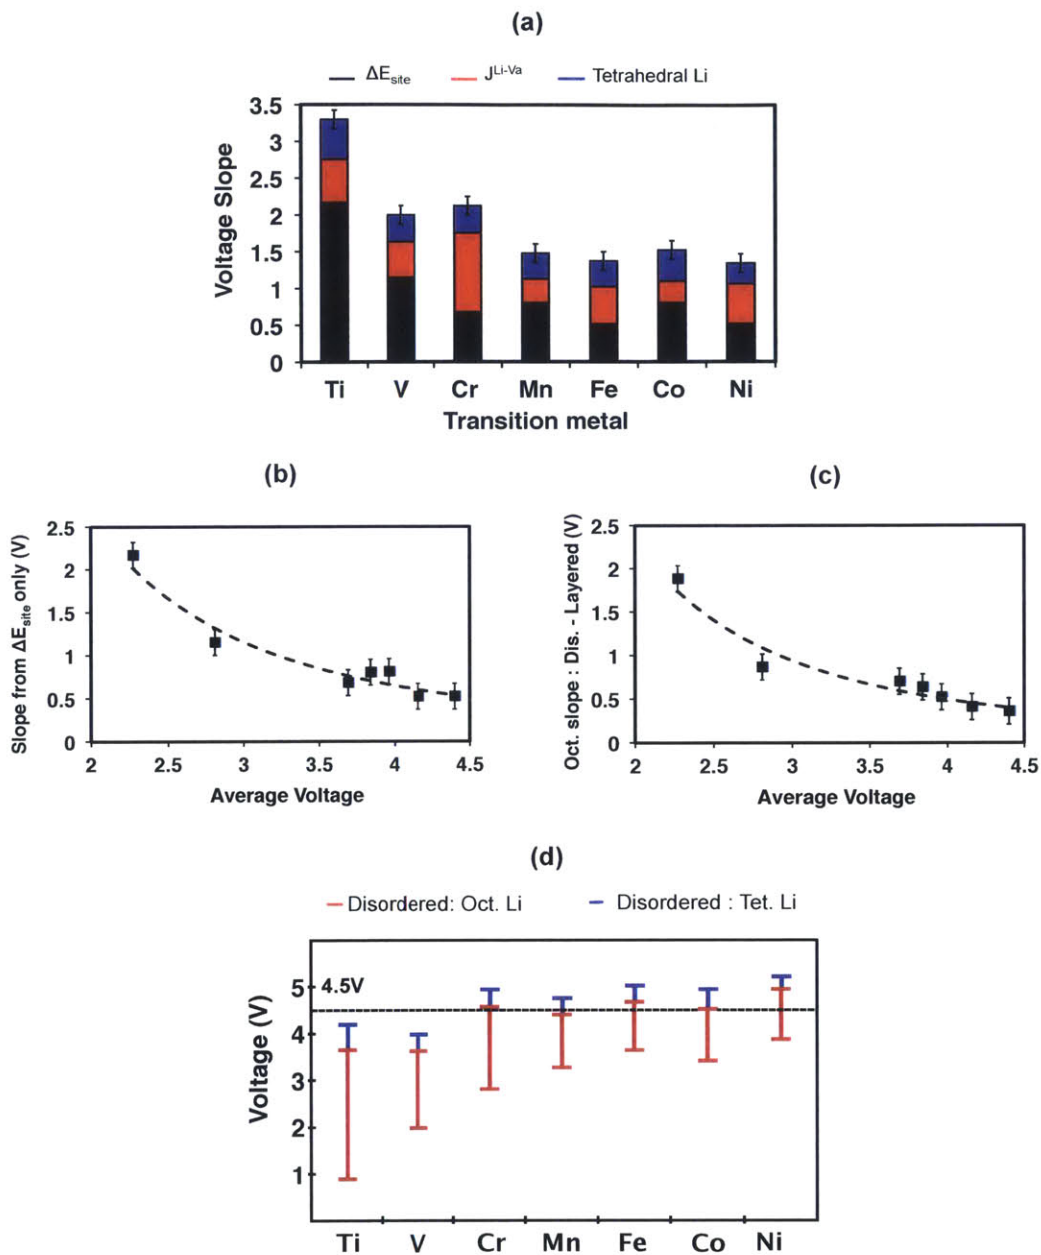 (a)
ΔEsite JLi-Va Tetrahedral Li
Voltage Slope
3.5
3
2.5
2
1.5
1
0.5
0
Ti V Cr Mn Fe Co Ni
Transition metal
(b)
Slope from ΔEsite only (V)
2.5
2
1.5
1
0.5
0
2 2.5 3 3.5 4 4.5
Average Voltage
(c)
Oct. slope : Dis. - Layered (V)
2.5
2
1.5
1
0.5
0
2 2.5 3 3.5 4 4.5
Average Voltage
(d)
Disordered: Oct. Li Disordered : Tet. Li
Voltage (V)
4.5V
5
4
3
2
1
Ti V Cr Mn Fe Co Ni